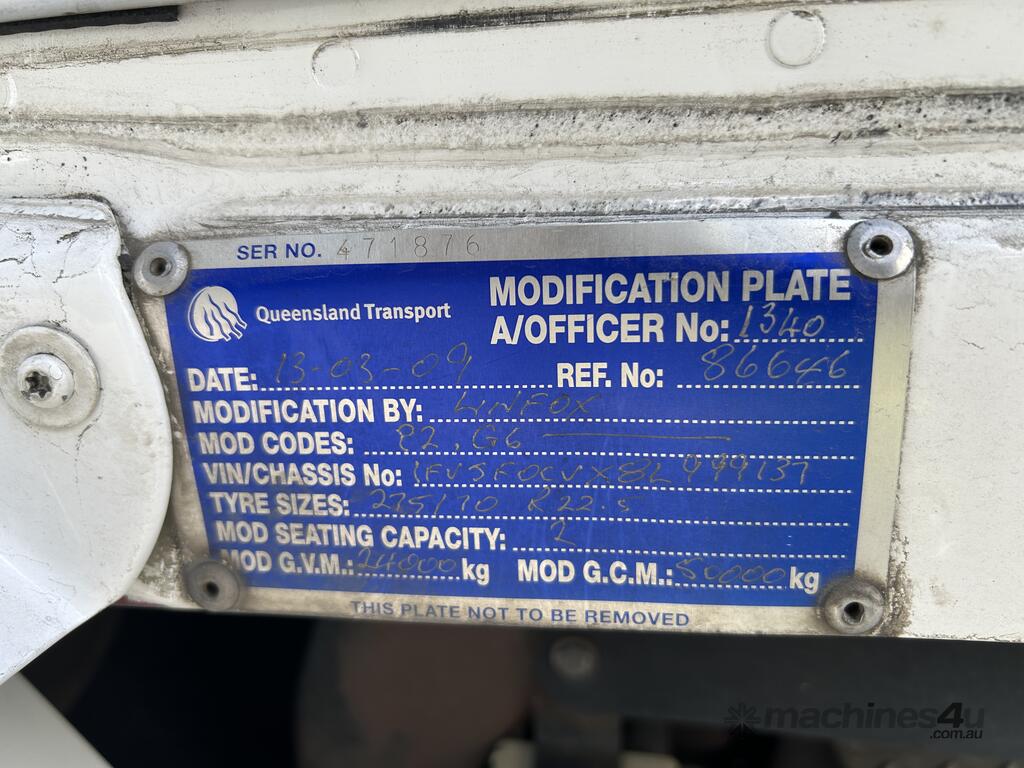 SER NO. 471876
Queensland Transport
MODIFICATION PLATE
A/OFFICER No: 1340
DATE: 13-03-09 REF. No: 86646
MODIFICATION BY: LINFOX
MOD CODES: P2, G6
VIN/CHASSIS No:
TYRE SIZES: 275/70 R22.5
MOD SEATING CAPACITY: 2
MOD G.V.M.: 24000 kg MOD G.C.M.: 50000 kg
THIS PLATE NOT TO BE REMOVED
machines4u
.com.au